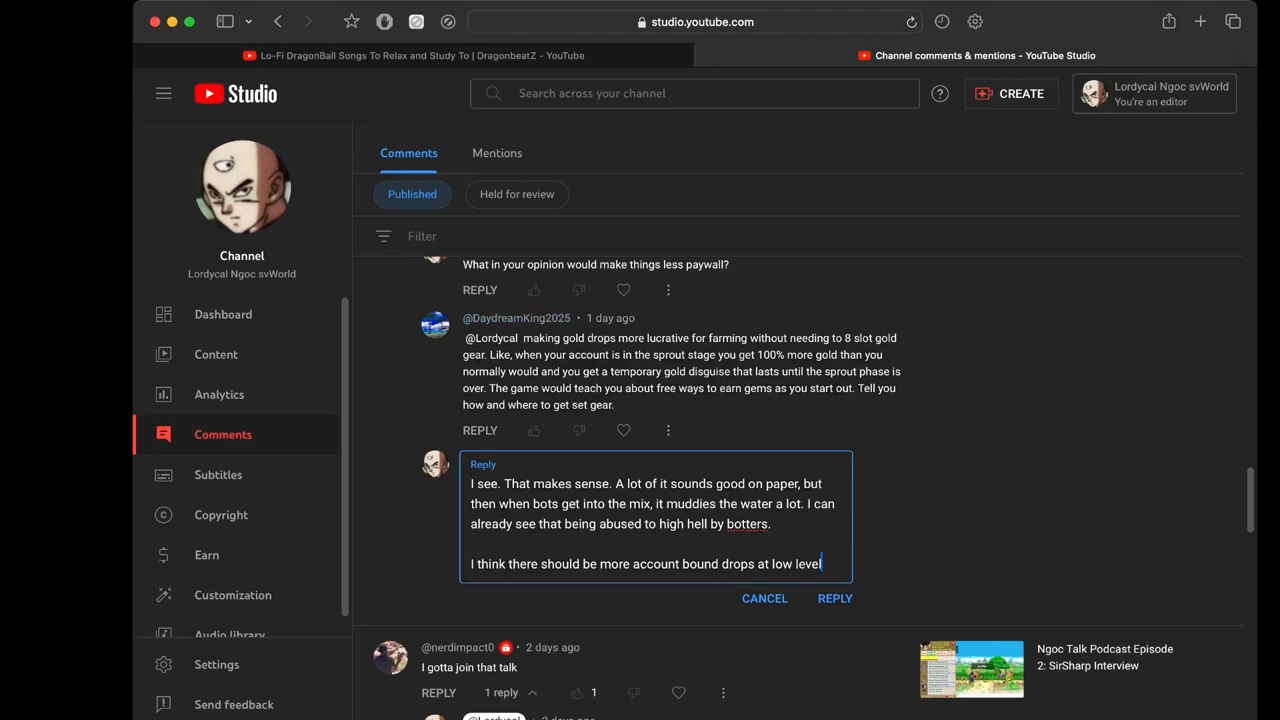 studio.youtube.com
Lo-Fi DragonBall Songs To Relax and Study To | DragonbeatZ - YouTube
Channel comments & mentions - YouTube Studio
Studio
Search across your channel
CREATE
Lordycal Ngoc svWorld
You're an editor
Channel
Lordycal Ngoc svWorld
Dashboard
Content
Analytics
Comments
Subtitles
Copyright
Earn
Customization
Audio library
Settings
Send feedback
Comments
Mentions
Published
Held for review
Filter
What in your opinion would make things less paywall?
REPLY
@DaydreamKing2025 • 1 day ago
@Lordycal making gold drops more lucrative for farming without needing to 8 slot gold
gear. Like, when your account is in the sprout stage you get 100% more gold than you
normally would and you get a temporary gold disguise that lasts until the sprout phase is
over. The game would teach you about free ways to earn gems as you start out. Tell you
how and where to get set gear.
REPLY
Reply
I see. That makes sense. A lot of it sounds good on paper, but
then when bots get into the mix, it muddies the water a lot. I can
already see that being abused to high hell by botters.
I think there should be more account bound drops at low level
CANCEL
REPLY
@nerdimpact0 • 2 days ago
I gotta join that talk
REPLY
1 reply
1
Ngoc Talk Podcast Episode
2: SirSharp Interview
@Lordycal • 2 days ago